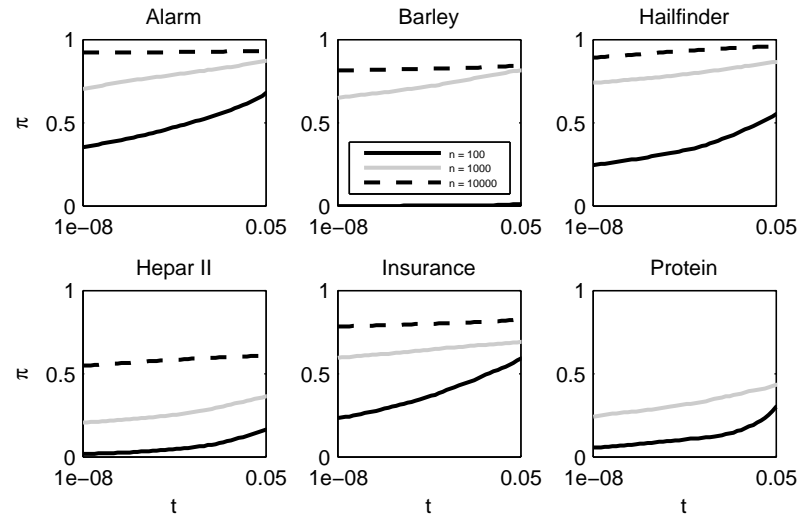 Alarm
Barley
Hailfinder
1
0.5
0
π
1e−08
0.05
1
0.5
0
n = 100
n = 1000
n = 10000
1e−08
0.05
1
0.5
0
1e−08
0.05
Hepar II
Insurance
Protein
1
0.5
0
π
1e−08
0.05
t
1
0.5
0
1e−08
0.05
t
1
0.5
0
1e−08
0.05
t